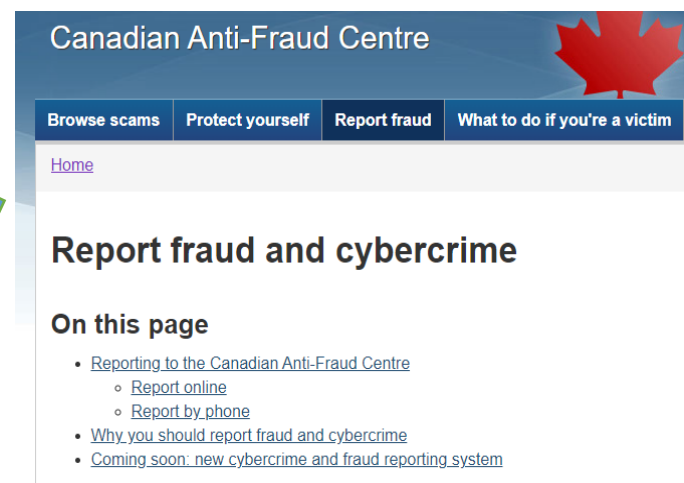 Canadian Anti-Fraud Centre
Browse scams Protect yourself Report fraud What to do if you're a victim
Home
Report fraud and cybercrime
On this page
Reporting to the Canadian Anti-Fraud Centre
Report online
Report by phone
Why you should report fraud and cybercrime
Coming soon: new cybercrime and fraud reporting system